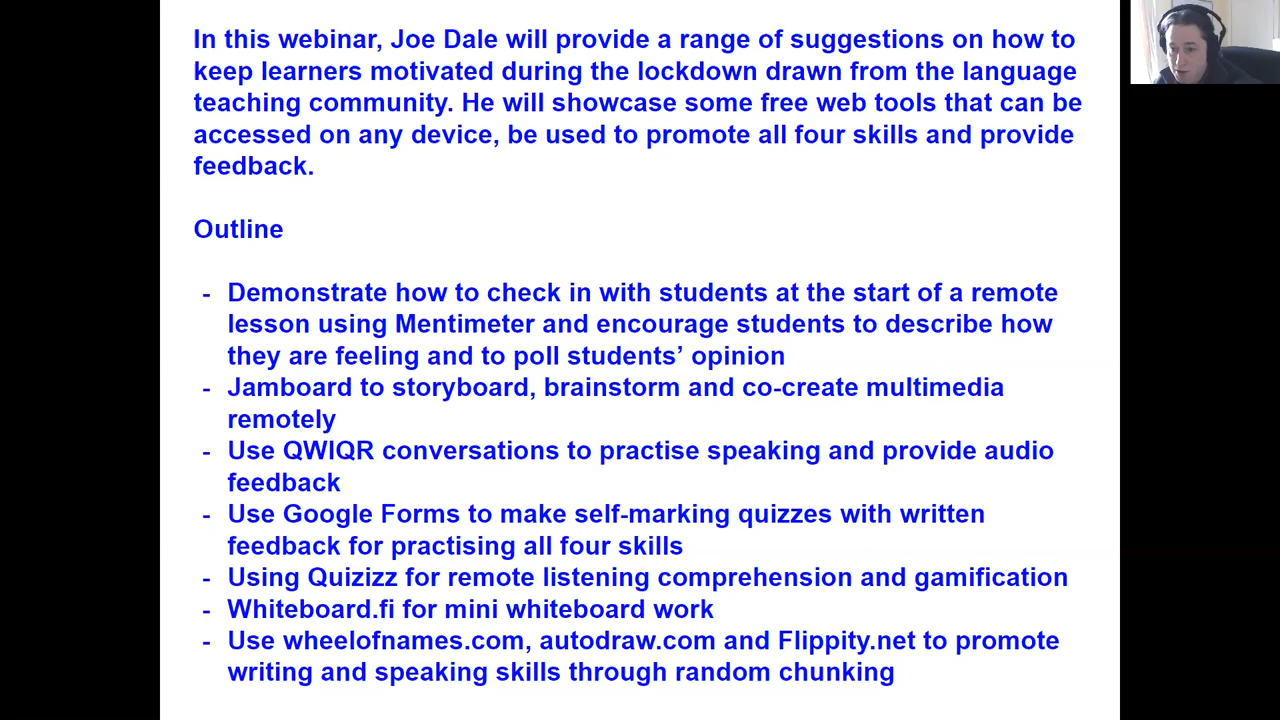 In this webinar, Joe Dale will provide a range of suggestions on how to
keep learners motivated during the lockdown drawn from the language
teaching community. He will showcase some free web tools that can be
accessed on any device, be used to promote all four skills and provide
feedback.
Outline
- Demonstrate how to check in with students at the start of a remote
lesson using Mentimeter and encourage students to describe how
they are feeling and to poll students’ opinion
- Jamboard to storyboard, brainstorm and co-create multimedia
remotely
- Use QWIQR conversations to practise speaking and provide audio
feedback
- Use Google Forms to make self-marking quizzes with written
feedback for practising all four skills
- Using Quizizz for remote listening comprehension and gamification
- Whiteboard.fi for mini whiteboard work
- Use wheelofnames.com, autodraw.com and Flippity.net to promote
writing and speaking skills through random chunking